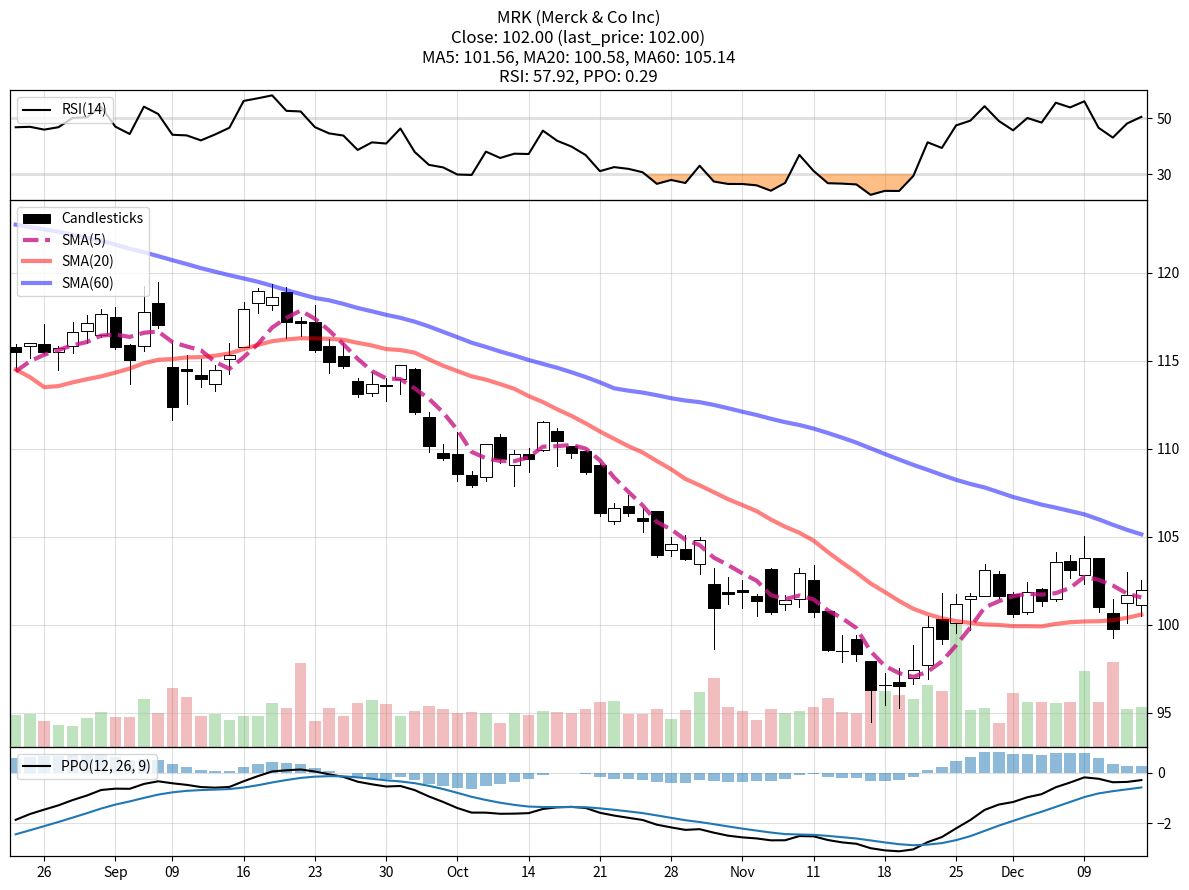 MRK (Merck & Co Inc)
Close: 102.00 (last_price: 102.00)
MA5: 101.56, MA20: 100.58, MA60: 105.14
RSI: 57.92, PPO: 0.29
RSI(14)
50
30
Candlesticks
SMA(5)
SMA(20)
SMA(60)
120
115
110
105
100
95
PPO(12, 26, 9)
0
−2
26 Sep 09 16 23 30 Oct 14 21 28 Nov 11 18 25 Dec 09